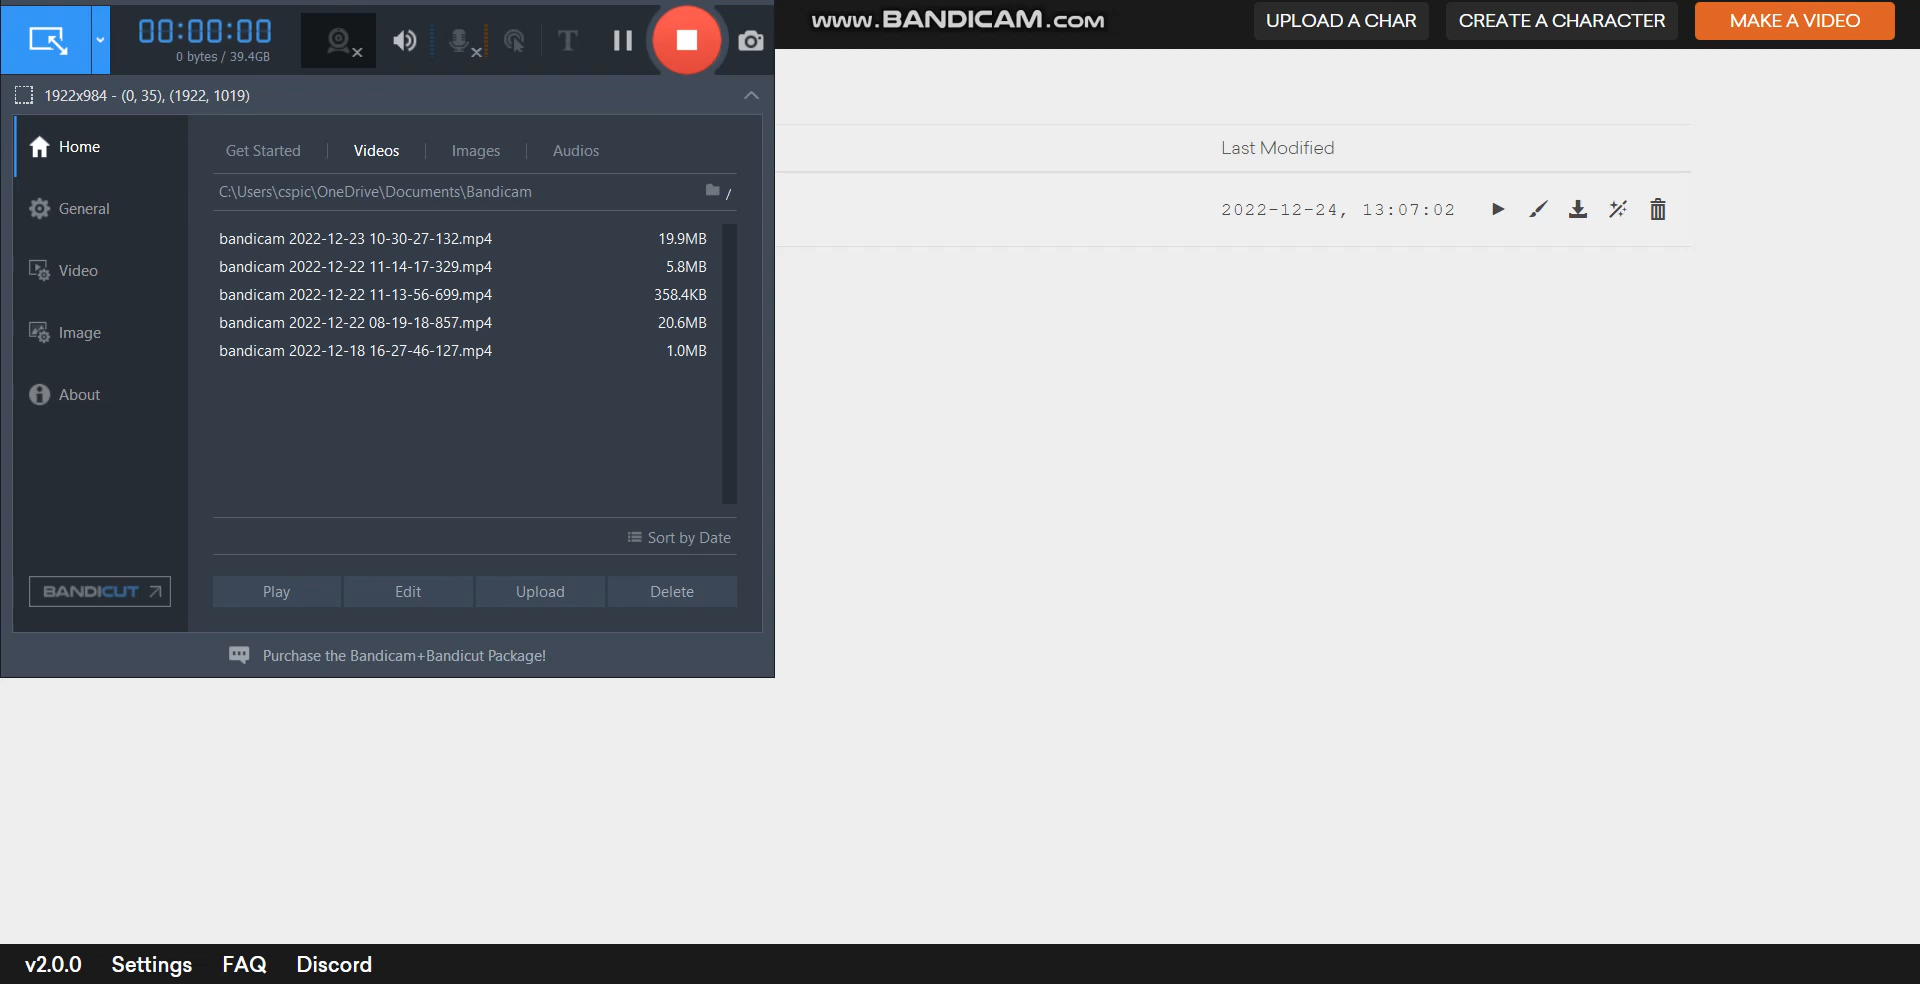 00:00:00
0 bytes / 39.4GB
T
www.BANDICAM.com
UPLOAD A CHAR
CREATE A CHARACTER
MAKE A VIDEO
1922x984 - (0, 35), (1922, 1019)
Home
General
Video
Image
About
BANDICUT
Get Started
Videos
Images
Audios
C:\Users\cspic\OneDrive\Documents\Bandicam
/
bandicam 2022-12-23 10-30-27-132.mp4 19.9MB
bandicam 2022-12-22 11-14-17-329.mp4 5.8MB
bandicam 2022-12-22 11-13-56-699.mp4 358.4KB
bandicam 2022-12-22 08-19-18-857.mp4 20.6MB
bandicam 2022-12-18 16-27-46-127.mp4 1.0MB
Sort by Date
Play
Edit
Upload
Delete
Purchase the Bandicam+Bandicut Package!
Last Modified
2022-12-24, 13:07:02
v2.0.0
Settings
FAQ
Discord